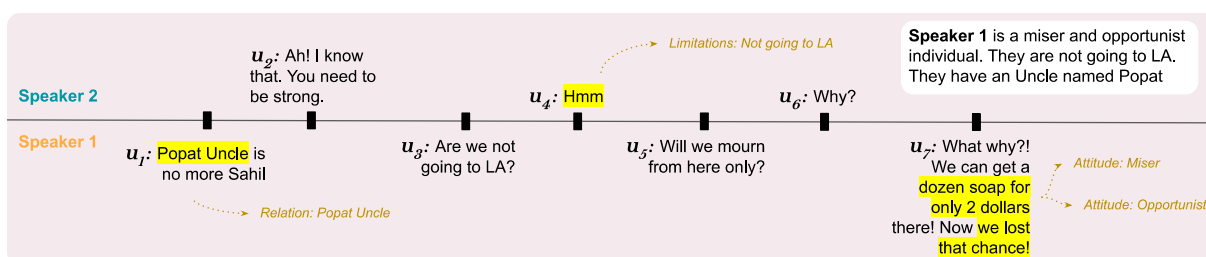 Speaker 1 is a miser and opportunist
individual. They are not going to LA.
They have an Uncle named Popat
Limitations: Not going to LA
u2: Ah! I know
that. You need to
be strong.
u4: Hmm
u6: Why?
Speaker 2
Speaker 1
u1: Popat Uncle is
no more Sahil
Relation: Popat Uncle
u3: Are we not
going to LA?
u5: Will we mourn
from here only?
u7: What why?!
We can get a
dozen soap for
only 2 dollars
there! Now we lost
that chance!
Attitude: Miser
Attitude: Opportunist